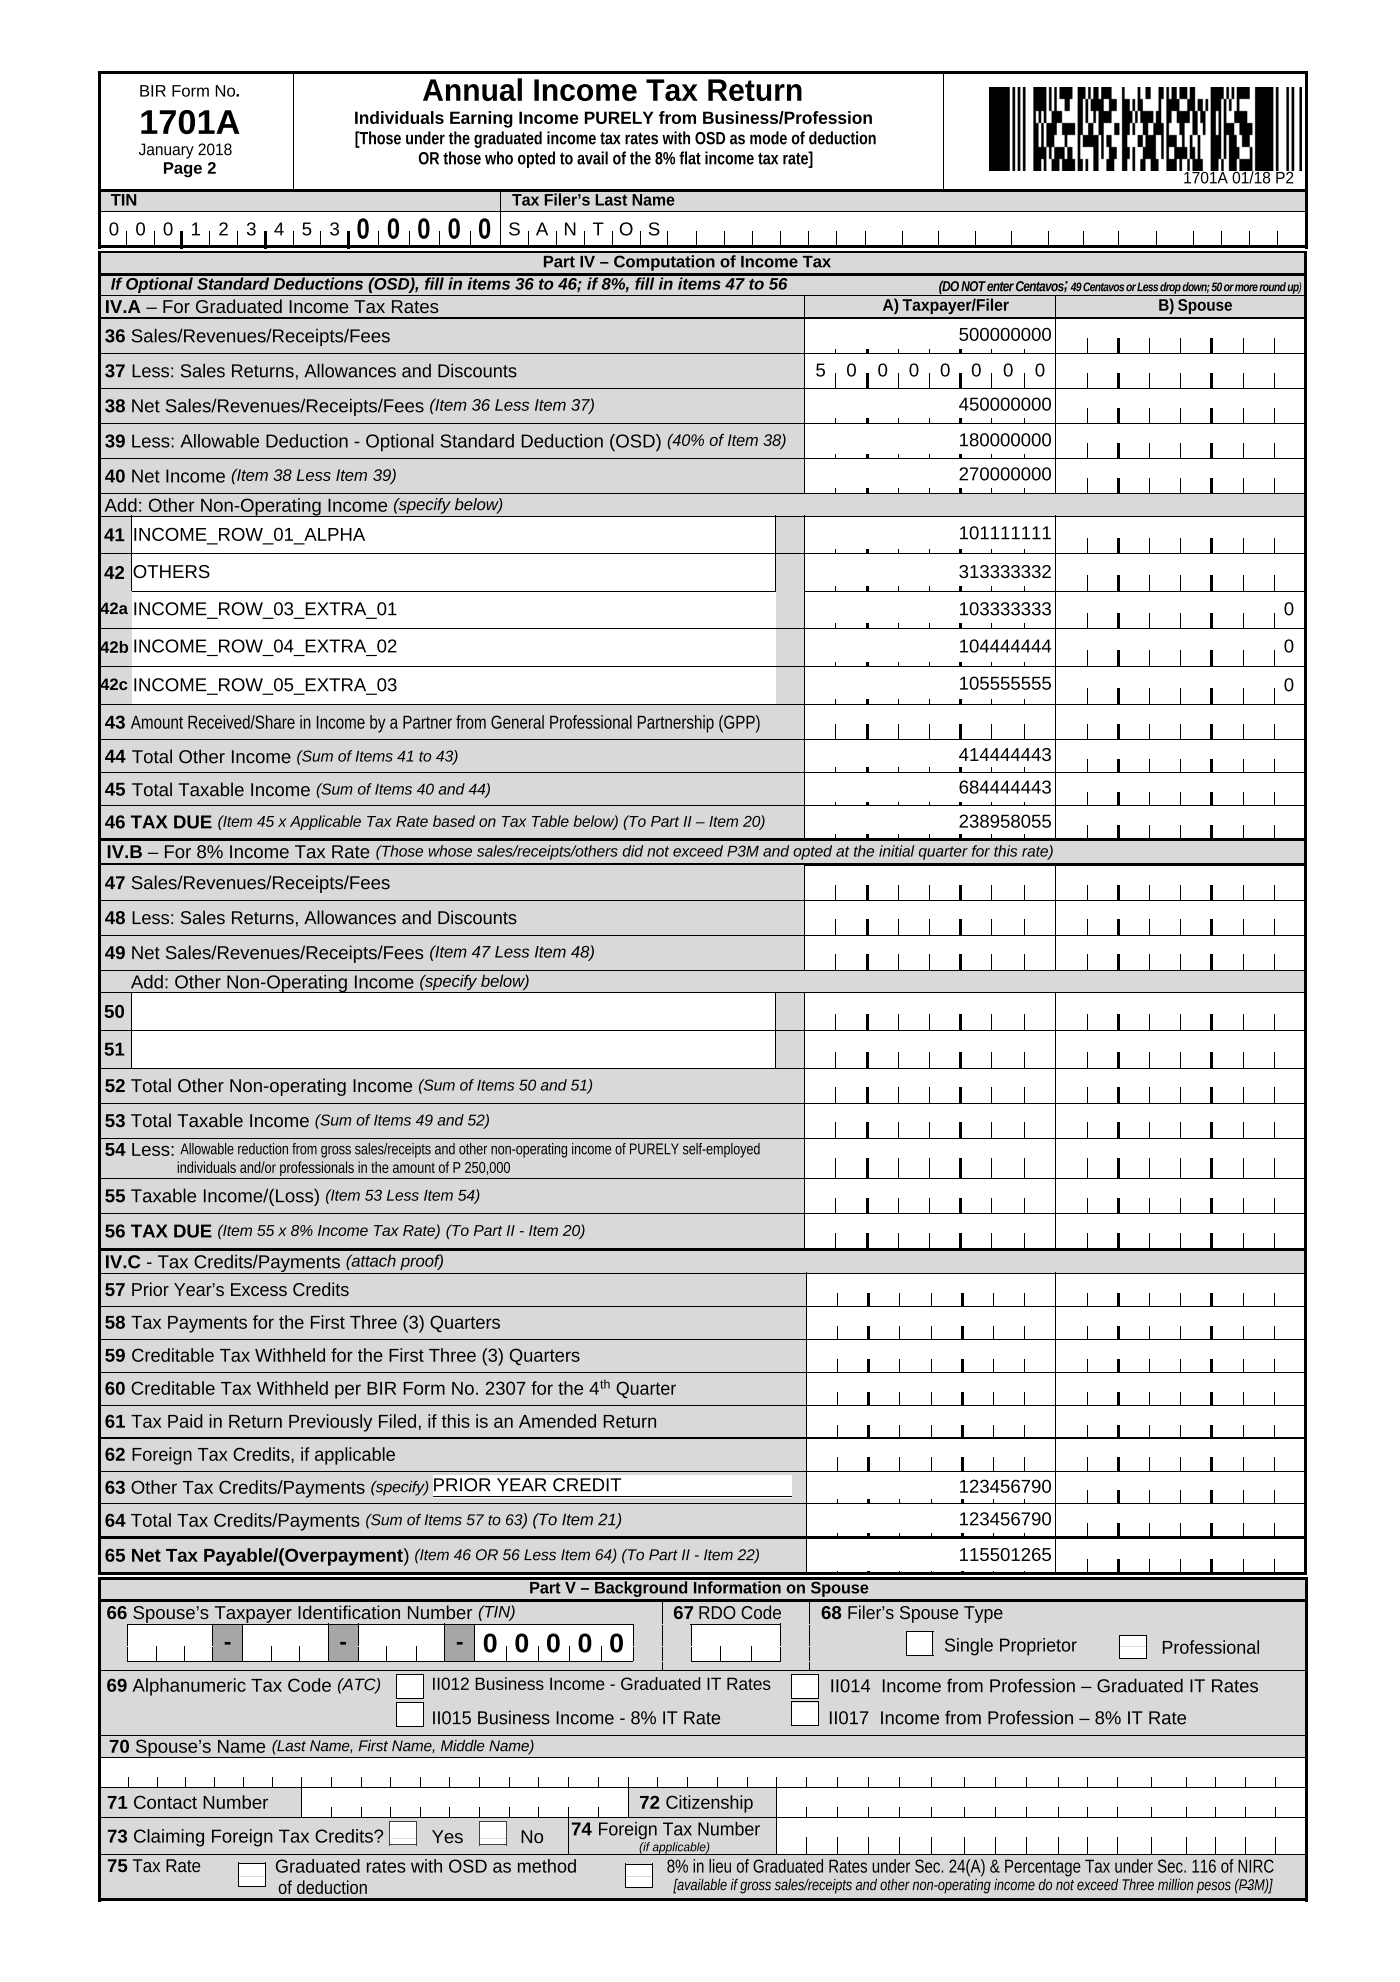 BIR Form No.
1701A
January 2018
Page 2
Annual Income Tax Return
Individuals Earning Income PURELY from Business/Profession
[Those under the graduated income tax rates with OSD as mode of deduction
OR those who opted to avail of the 8% flat income tax rate]
1701A 01/18 P2
TIN Tax Filer's Last Name
0 0 0 1 2 3 4 5 3 0 0 0 0 0 S A N T O S
Part IV – Computation of Income Tax
If Optional Standard Deductions (OSD), fill in items 36 to 46; if 8%, fill in items 47 to 56 (DO NOT enter Centavos; 49 Centavos or Less drop down; 50 or more round up)
IV.A – For Graduated Income Tax Rates A) Taxpayer/Filer B) Spouse
36 Sales/Revenues/Receipts/Fees 500000000
37 Less: Sales Returns, Allowances and Discounts 5 0 0 0 0 0 0 0
38 Net Sales/Revenues/Receipts/Fees (Item 36 Less Item 37) 450000000
39 Less: Allowable Deduction - Optional Standard Deduction (OSD) (40% of Item 38) 180000000
40 Net Income (Item 38 Less Item 39) 270000000
Add: Other Non-Operating Income (specify below)
41 INCOME_ROW_01_ALPHA 101111111
42 OTHERS 313333332
42a INCOME_ROW_03_EXTRA_01 103333333 0
42b INCOME_ROW_04_EXTRA_02 104444444 0
42c INCOME_ROW_05_EXTRA_03 105555555 0
43 Amount Received/Share in Income by a Partner from General Professional Partnership (GPP)
44 Total Other Income (Sum of Items 41 to 43) 414444443
45 Total Taxable Income (Sum of Items 40 and 44) 684444443
46 TAX DUE (Item 45 x Applicable Tax Rate based on Tax Table below) (To Part II – Item 20) 238958055
IV.B – For 8% Income Tax Rate (Those whose sales/receipts/others did not exceed P3M and opted at the initial quarter for this rate)
47 Sales/Revenues/Receipts/Fees
48 Less: Sales Returns, Allowances and Discounts
49 Net Sales/Revenues/Receipts/Fees (Item 47 Less Item 48)
Add: Other Non-Operating Income (specify below)
50
51
52 Total Other Non-operating Income (Sum of Items 50 and 51)
53 Total Taxable Income (Sum of Items 49 and 52)
54 Less: Allowable reduction from gross sales/receipts and other non-operating income of PURELY self-employed
individuals and/or professionals in the amount of P 250,000
55 Taxable Income/(Loss) (Item 53 Less Item 54)
56 TAX DUE (Item 55 x 8% Income Tax Rate) (To Part II - Item 20)
IV.C - Tax Credits/Payments (attach proof)
57 Prior Year's Excess Credits
58 Tax Payments for the First Three (3) Quarters
59 Creditable Tax Withheld for the First Three (3) Quarters
60 Creditable Tax Withheld per BIR Form No. 2307 for the 4th Quarter
61 Tax Paid in Return Previously Filed, if this is an Amended Return
62 Foreign Tax Credits, if applicable
63 Other Tax Credits/Payments (specify) PRIOR YEAR CREDIT 123456790
64 Total Tax Credits/Payments (Sum of Items 57 to 63) (To Item 21) 123456790
65 Net Tax Payable/(Overpayment) (Item 46 OR 56 Less Item 64) (To Part II - Item 22) 115501265
Part V – Background Information on Spouse
66 Spouse's Taxpayer Identification Number (TIN) 67 RDO Code 68 Filer's Spouse Type
- - - 0 0 0 0 0 Single Proprietor Professional
69 Alphanumeric Tax Code (ATC) II012 Business Income - Graduated IT Rates II014 Income from Profession – Graduated IT Rates
II015 Business Income - 8% IT Rate II017 Income from Profession – 8% IT Rate
70 Spouse's Name (Last Name, First Name, Middle Name)
71 Contact Number 72 Citizenship
73 Claiming Foreign Tax Credits? Yes No 74 Foreign Tax Number
(if applicable)
75 Tax Rate Graduated rates with OSD as method 8% in lieu of Graduated Rates under Sec. 24(A) & Percentage Tax under Sec. 116 of NIRC
of deduction [available if gross sales/receipts and other non-operating income do not exceed Three million pesos (P3M)]